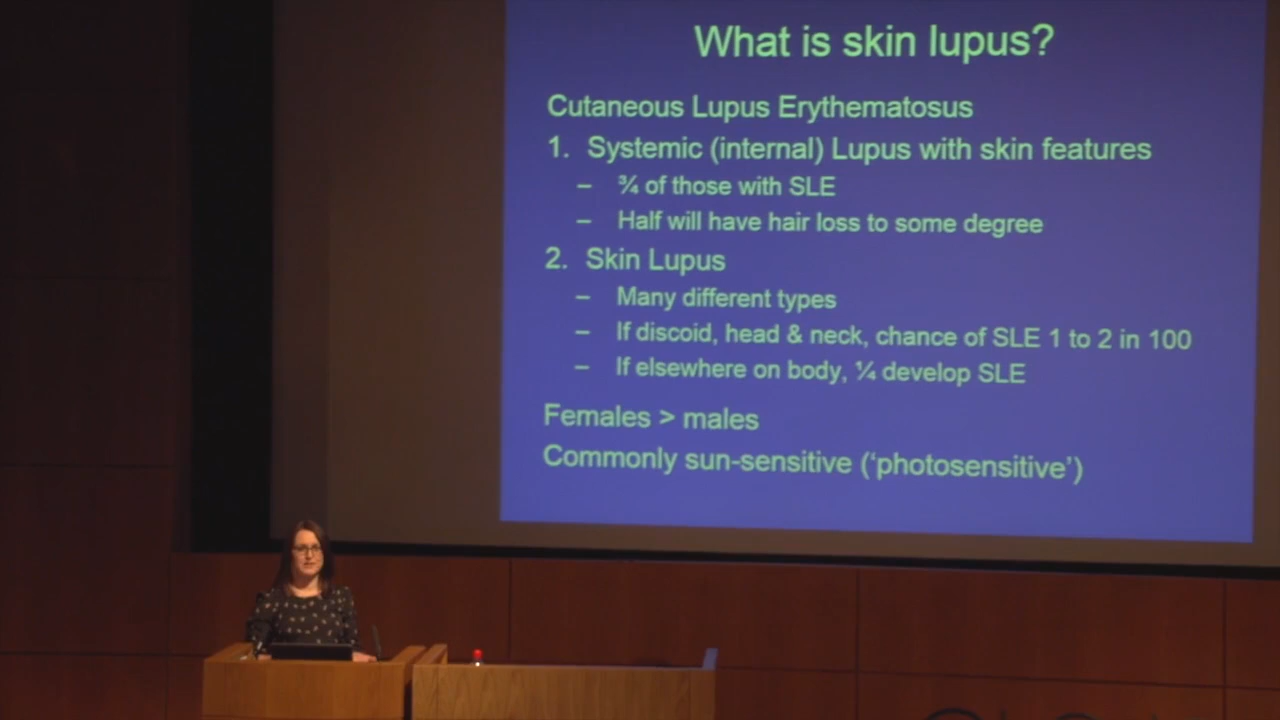 What is skin lupus?
Cutaneous Lupus Erythematosus
1. Systemic (internal) Lupus with skin features
– ¾ of those with SLE
– Half will have hair loss to some degree
2. Skin Lupus
– Many different types
– If discoid, head & neck, chance of SLE 1 to 2 in 100
– If elsewhere on body, ¼ develop SLE
Females > males
Commonly sun-sensitive (‘photosensitive’)